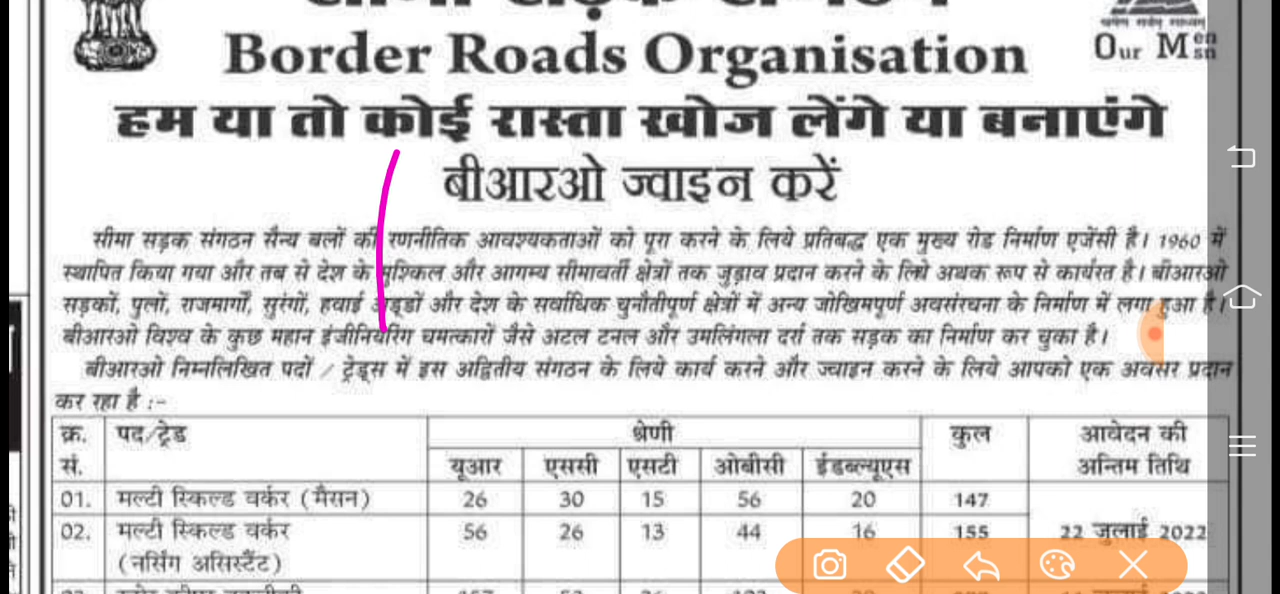 Border Roads Organisation
Our
हम या तो कोई रास्ता खोज लेंगे या बनाएंगे
बीआरओ ज्वाइन करें
सीमा सड़क संगठन सैन्य बलों की रणनीतिक आवश्यकताओं को पूरा करने के लिये प्रतिबद्ध एक मुख्य रोड निर्माण एजेंसी है। 1960 में
स्थापित किया गया और तब से देश के मुश्किल और आगम्य सीमावर्ती क्षेत्रों तक जुड़ाव प्रदान करने के लिये अथक रूप से कार्यरत है। बीआरओ
सड़कों, पुलों, राजमार्गों, सुरंगों, हवाई अड्डों और देश के सर्वाधिक चुनौतीपूर्ण क्षेत्रों में अन्य जोखिमपूर्ण अवसंरचना के निर्माण में लगा हुआ है।
बीआरओ विश्व के कुछ महान इंजीनियरिंग चमत्कारों जैसे अटल टनल और उमलिंगला दर्रा तक सड़क का निर्माण कर चुका है।
बीआरओ निम्नलिखित पदों / ट्रेड्स में इस अद्वितीय संगठन के लिये कार्य करने और ज्वाइन करने के लिये आपको एक अवसर प्रदान
कर रहा है :-
क्र. सं. पद/ट्रेड श्रेणी कुल आवेदन की अन्तिम तिथि
यूआर एससी एसटी ओबीसी ईडब्ल्यूएस
01. मल्टी स्किल्ड वर्कर (मैसन) 26 30 15 56 20 147
02. मल्टी स्किल्ड वर्कर 56 26 13 44 16 155 22 जुलाई 2022
(नर्सिंग असिस्टैंट)